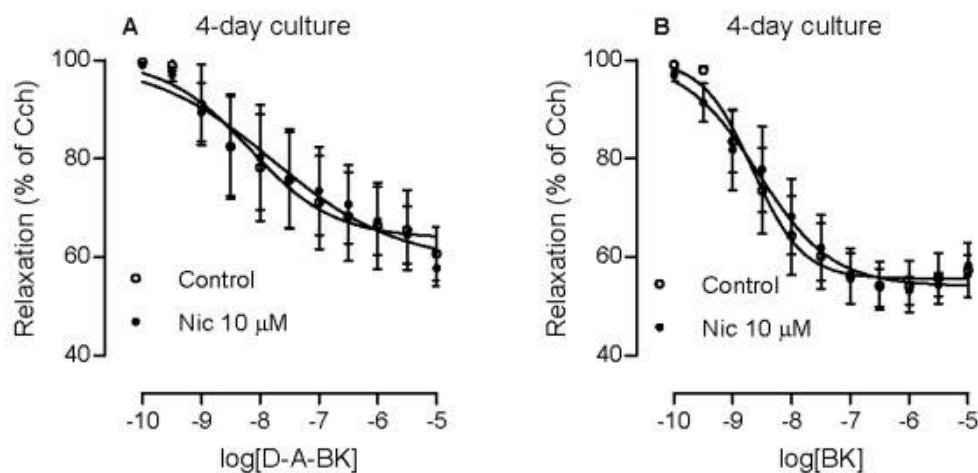 A
4-day culture
Relaxation (% of Cch)
100
80
60
40
Control
Nic 10 μM
-10 -9 -8 -7 -6 -5
log[D-A-BK]
B
4-day culture
Relaxation (% of Cch)
100
80
60
40
Control
Nic 10 μM
-10 -9 -8 -7 -6 -5
log[BK]